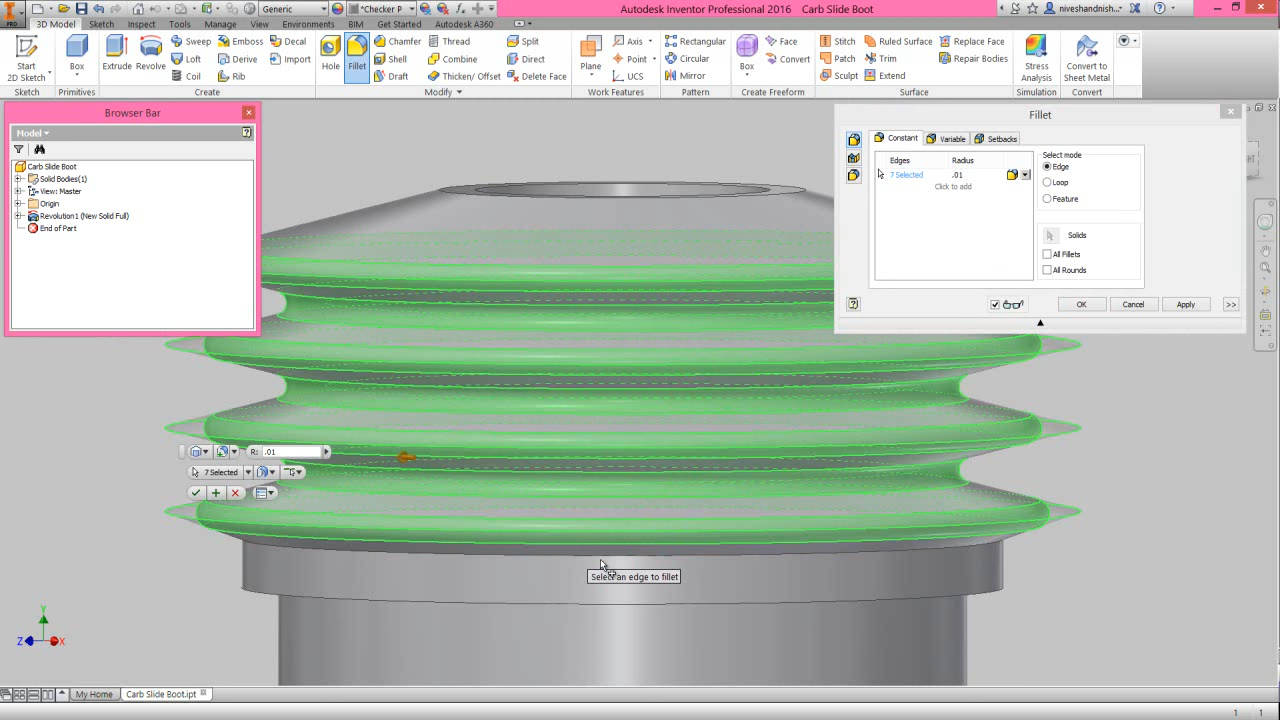 Generic
*Checker P
Autodesk Inventor Professional 2016 Carb Slide Boot
niveshandnish...
PRO
3D Model Sketch Inspect Tools Manage View Environments BIM Get Started Autodesk A360
Start
2D Sketch
Box
Extrude
Revolve
Sweep
Loft
Coil
Emboss
Derive
Rib
Decal
Import
Hole
Fillet
Chamfer
Shell
Draft
Thread
Combine
Thicken/ Offset
Split
Direct
Delete Face
Plane
Axis
Point
UCS
Rectangular
Circular
Mirror
Box
Face
Convert
Stitch
Patch
Sculpt
Ruled Surface
Trim
Extend
Replace Face
Repair Bodies
Stress
Analysis
Convert to
Sheet Metal
Sketch Primitives Create Modify Work Features Pattern Create Freeform Surface Simulation Convert
Browser Bar
Model
Carb Slide Boot
Solid Bodies(1)
View: Master
Origin
Revolution1 (New Solid Full)
End of Part
Fillet
Constant Variable Setbacks
Edges Radius
7 Selected .01
Click to add
Select mode
Edge
Loop
Feature
Solids
All Fillets
All Rounds
OK Cancel Apply >>
R: .01
7 Selected
Select an edge to fillet
Y
Z X
My Home Carb Slide Boot.ipt
1 1